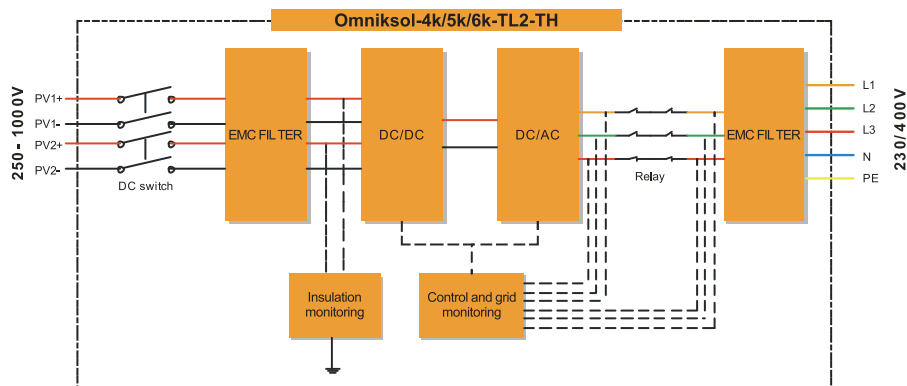 Omniksol-4k/5k/6k-TL2-TH
250-1000V
PV1+
PV1-
PV2+
PV2-
DC switch
EMC FILTER
DC/DC
DC/AC
Relay
EMC FILTER
L1
L2
L3
N
PE
230/400V
Insulation
monitoring
Control and grid
monitoring